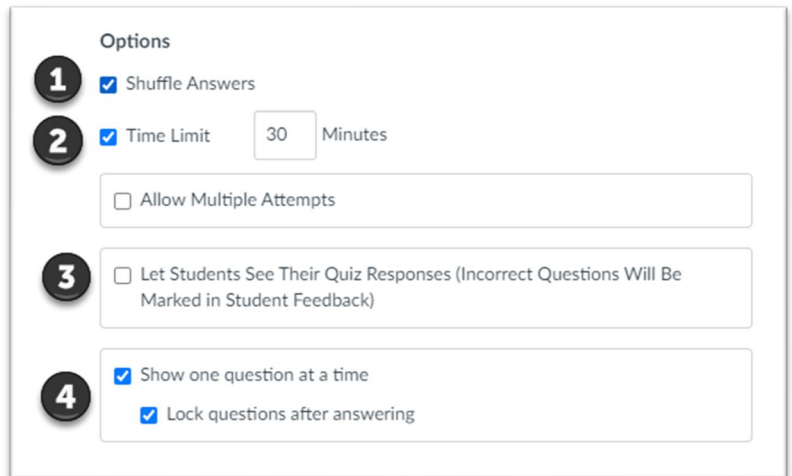 Options
1 Shuffle Answers
2 Time Limit 30 Minutes
Allow Multiple Attempts
3 Let Students See Their Quiz Responses (Incorrect Questions Will Be
Marked in Student Feedback)
4 Show one question at a time
Lock questions after answering